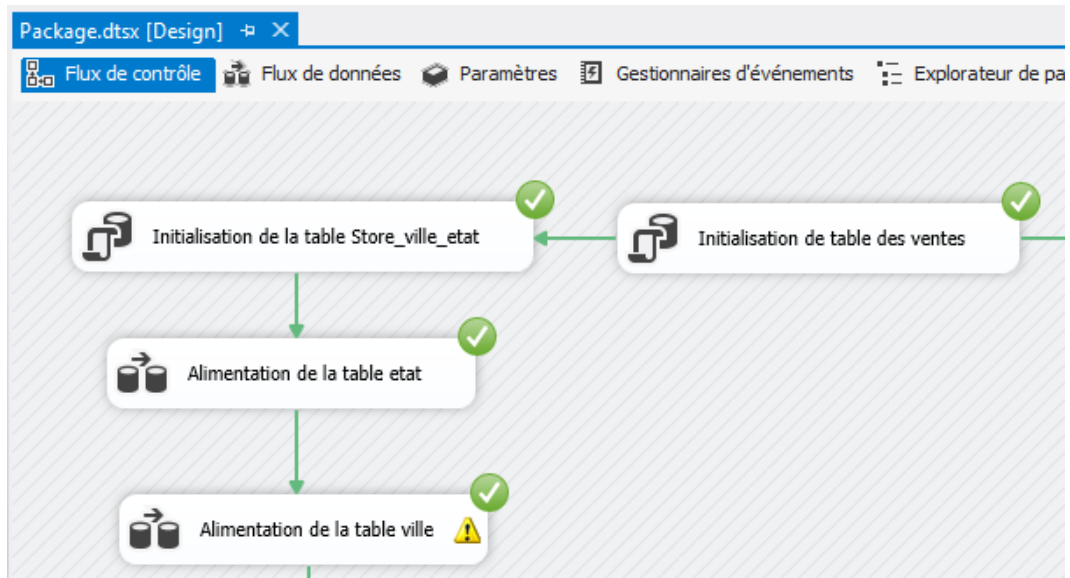 Package.dtsx [Design]
Flux de contrôle Flux de données Paramètres Gestionnaires d'événements Explorateur de pa
Initialisation de la table Store_ville_etat Initialisation de table des ventes
Alimentation de la table etat
Alimentation de la table ville